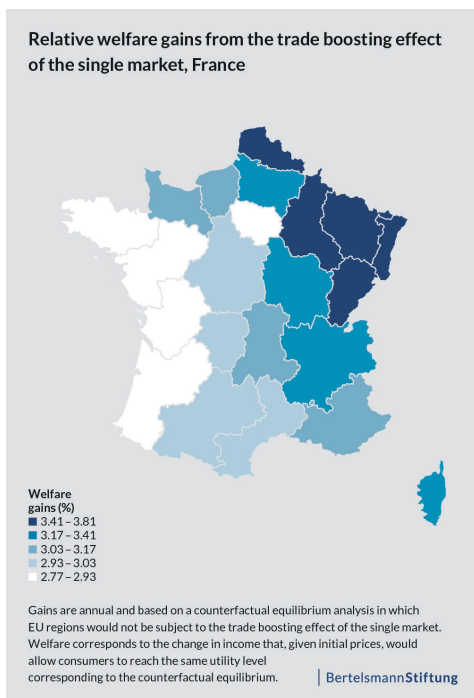 Relative welfare gains from the trade boosting effect
of the single market, France
Welfare
gains (%)
3.41 – 3.81
3.17 – 3.41
3.03 – 3.17
2.93 – 3.03
2.77 – 2.93
Gains are annual and based on a counterfactual equilibrium analysis in which
EU regions would not be subject to the trade boosting effect of the single market.
Welfare corresponds to the change in income that, given initial prices, would
allow consumers to reach the same utility level
corresponding to the counterfactual equilibrium.
BertelsmannStiftung